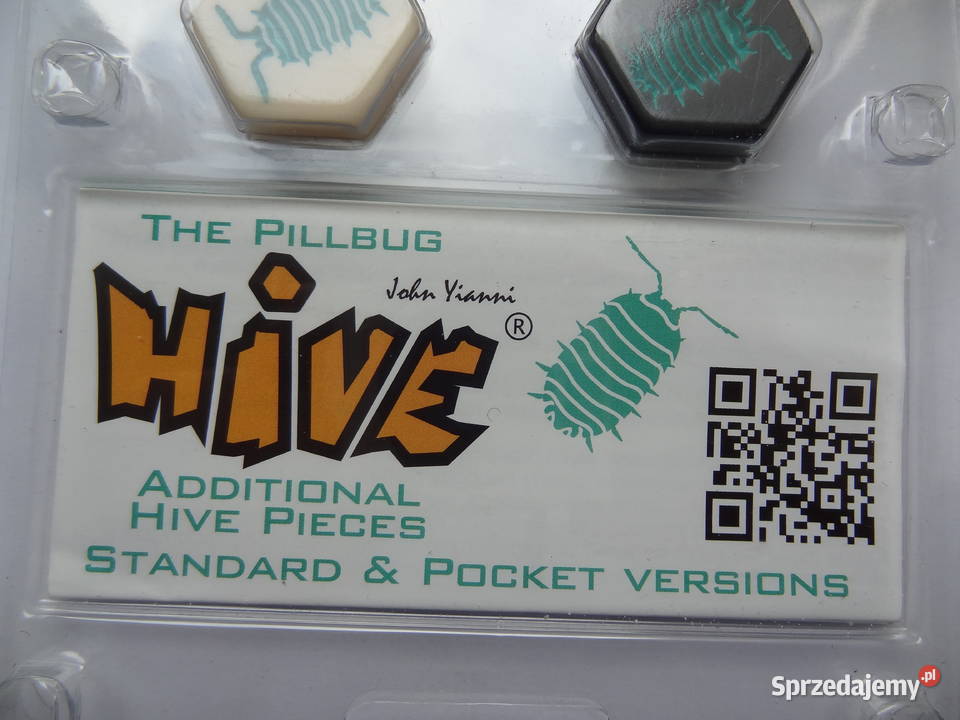 The Pillbug
John Yianni
Hive®
Additional
Hive Pieces
Standard & Pocket versions
Sprzedajemy.pl